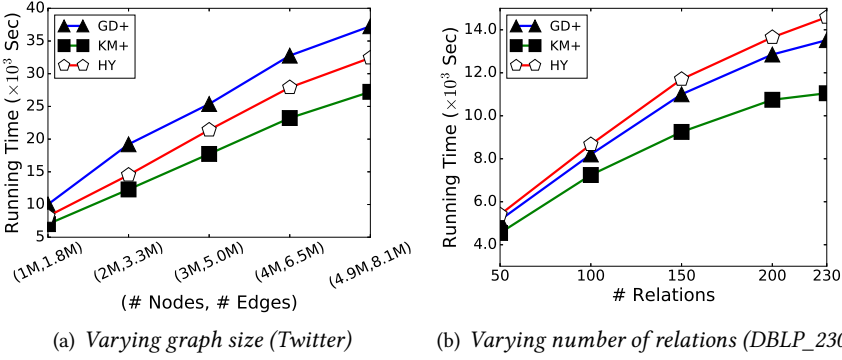 GD+
KM+
HY
40
35
30
25
20
15
10
5
Running Time (×10³ Sec)
(1M,1.8M) (2M,3.3M) (3M,5.0M) (4M,6.5M) (4.9M,8.1M)
(# Nodes, # Edges)
(a) Varying graph size (Twitter)
GD+
KM+
HY
14.0
12.0
10.0
8.0
6.0
4.0
Running Time (×10³ Sec)
50 100 150 200 230
# Relations
(b) Varying number of relations (DBLP_230